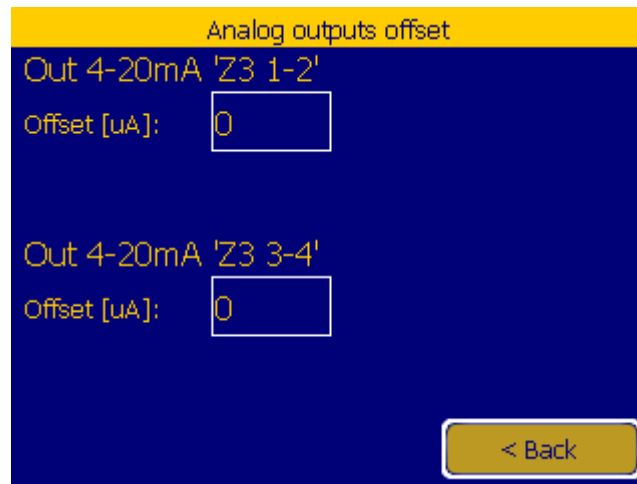 Analog outputs offset
Out 4-20mA 'Z3 1-2'
Offset [uA]: 0
Out 4-20mA 'Z3 3-4'
Offset [uA]: 0
< Back